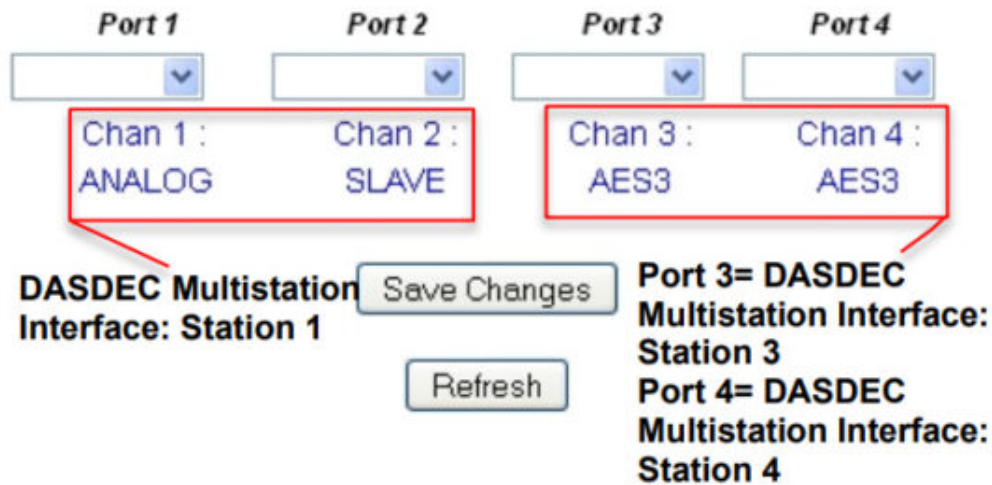 Port 1 Port 2 Port 3 Port 4
Chan 1 : Chan 2 : Chan 3 : Chan 4 :
ANALOG SLAVE AES3 AES3
DASDEC Multistation
Interface: Station 1
Save Changes
Refresh
Port 3= DASDEC
Multistation Interface:
Station 3
Port 4= DASDEC
Multistation Interface:
Station 4